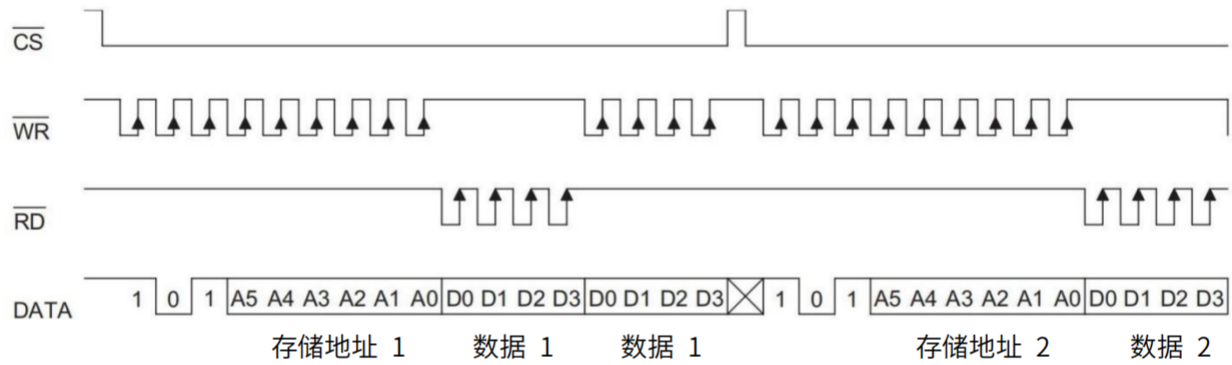 CS
WR
RD
DATA 1 0 1 A5 A4 A3 A2 A1 A0 D0 D1 D2 D3 D0 D1 D2 D3 1 0 1 A5 A4 A3 A2 A1 A0 D0 D1 D2 D3
存储地址 1 数据 1 数据 1 存储地址 2 数据 2